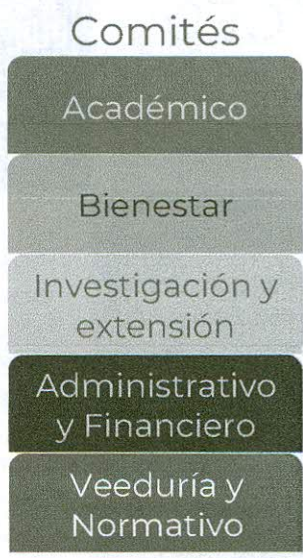 Comités
Académico
Bienestar
Investigación y
extensión
Administrativo
y Financiero
Veeduría y
Normativo